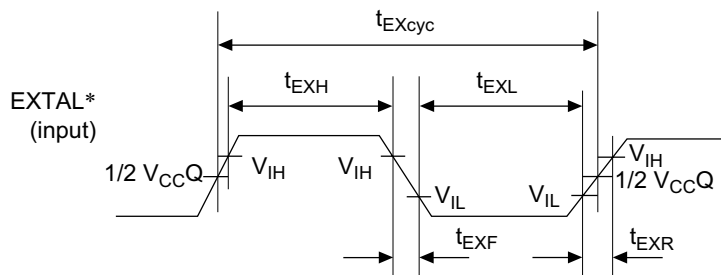 tEXcyc
tEXH
tEXL
EXTAL*
(input)
1/2 VCCQ
VIH
VIH
VIL
VIL
VIH
1/2 VCCQ
tEXF
tEXR